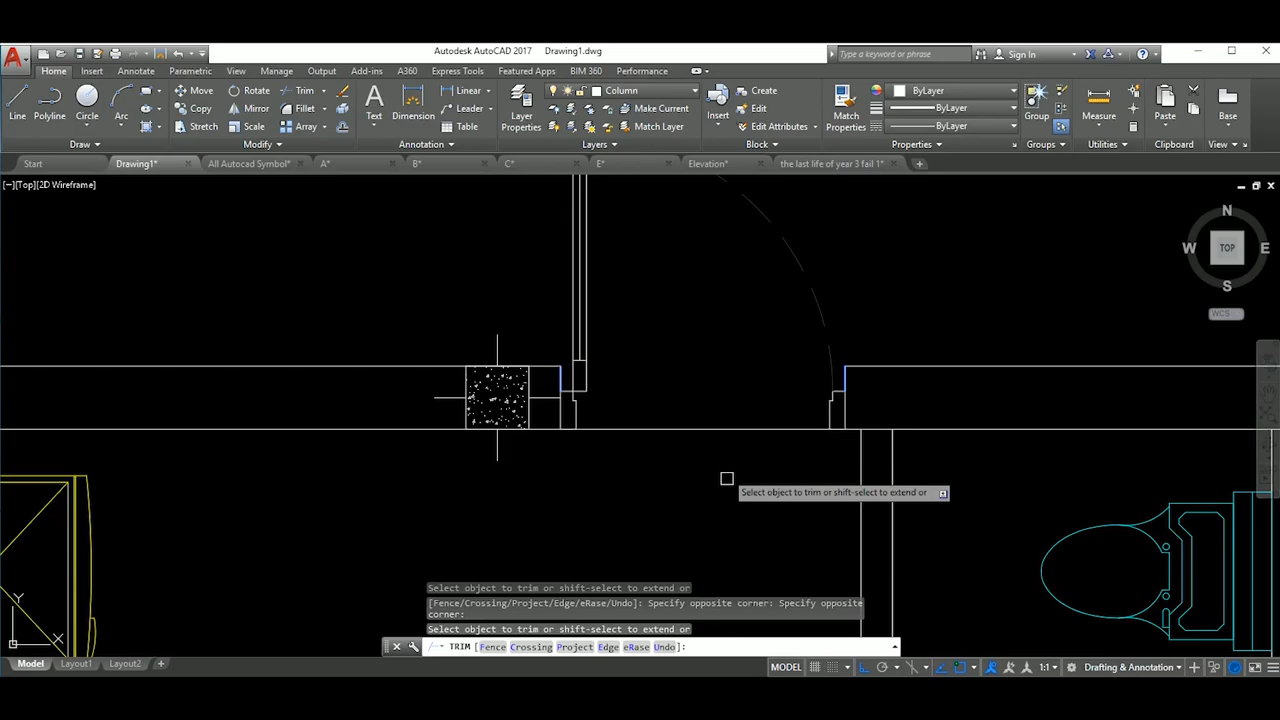 Autodesk AutoCAD 2017 Drawing1.dwg
Type a keyword or phrase Sign In
Home Insert Annotate Parametric View Manage Output Add-ins A360 Express Tools Featured Apps BIM 360 Performance
Move Rotate Trim Linear Column Create ByLayer
Copy Mirror Fillet Leader Make Current Edit ByLayer
Line Polyline Circle Arc Text Dimension Layer Properties Insert Match Properties Group Measure Paste Base
Stretch Scale Array Table Match Layer Edit Attributes ByLayer
Draw Modify Annotation Layers Block Properties Groups Utilities Clipboard View
Start Drawing1* All Autocad Symbol* A* B* C* E* Elevation* the last life of year 3 fail 1*
[−][Top][2D Wireframe]
N
W TOP E
S
WCS
Select object to trim or shift-select to extend or
Select object to trim or shift-select to extend or
[Fence/Crossing/Project/Edge/eRase/Undo]: Specify opposite corner: Specify opposite
corner:
Select object to trim or shift-select to extend or
Y
X
TRIM [Fence Crossing Project Edge eRase Undo]:
Model Layout1 Layout2 MODEL 1:1 Drafting & Annotation